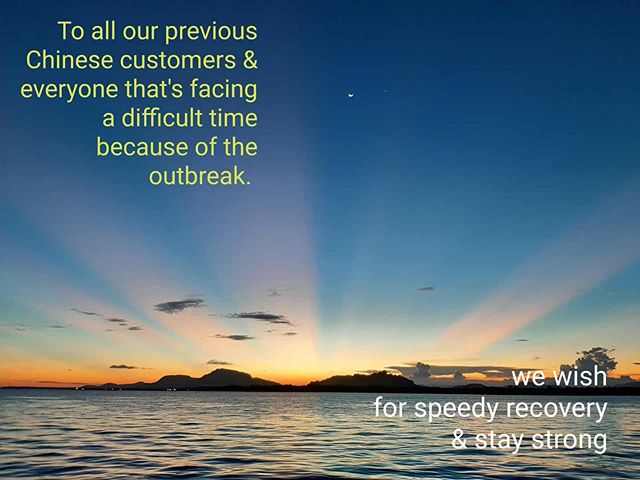 To all our previous
Chinese customers &
everyone that's facing
a difficult time
because of the
outbreak.
we wish
for speedy recovery
& stay strong